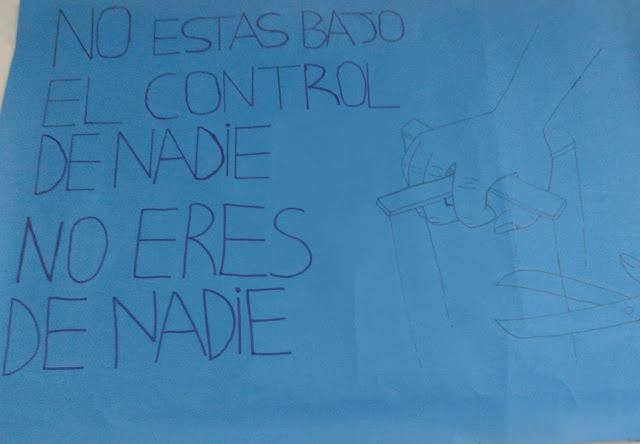 NO ESTAS BAJO
EL CONTROL
DE NADiE
NO ERES
DE NADiE